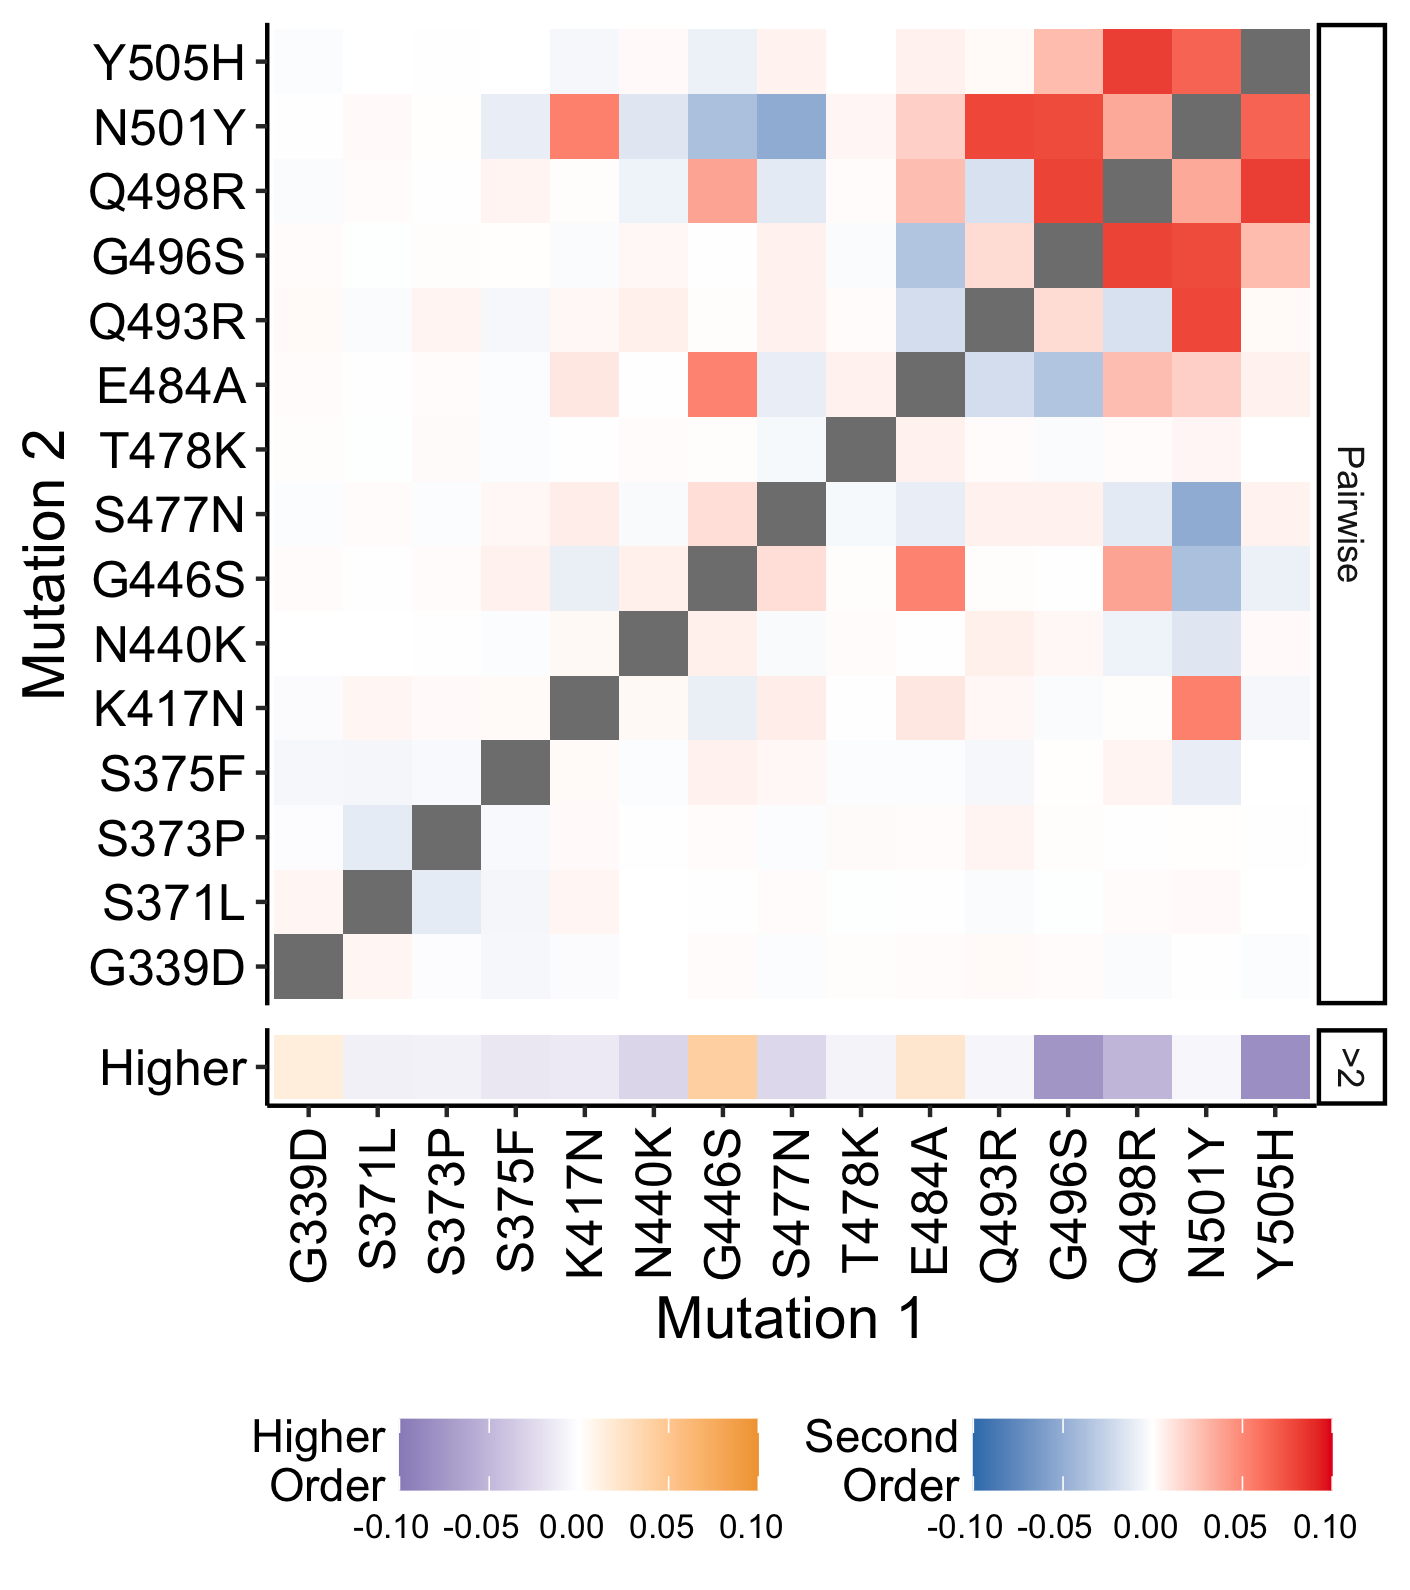 Y505H
N501Y
Q498R
G496S
Q493R
E484A
T478K
S477N
G446S
N440K
K417N
S375F
S373P
S371L
G339D
Higher
Mutation 2
Pairwise
>2
G339D
S371L
S373P
S375F
K417N
N440K
G446S
S477N
T478K
E484A
Q493R
G496S
Q498R
N501Y
Y505H
Mutation 1
Higher
Order
-0.10 -0.05 0.00 0.05 0.10
Second
Order
-0.10 -0.05 0.00 0.05 0.10